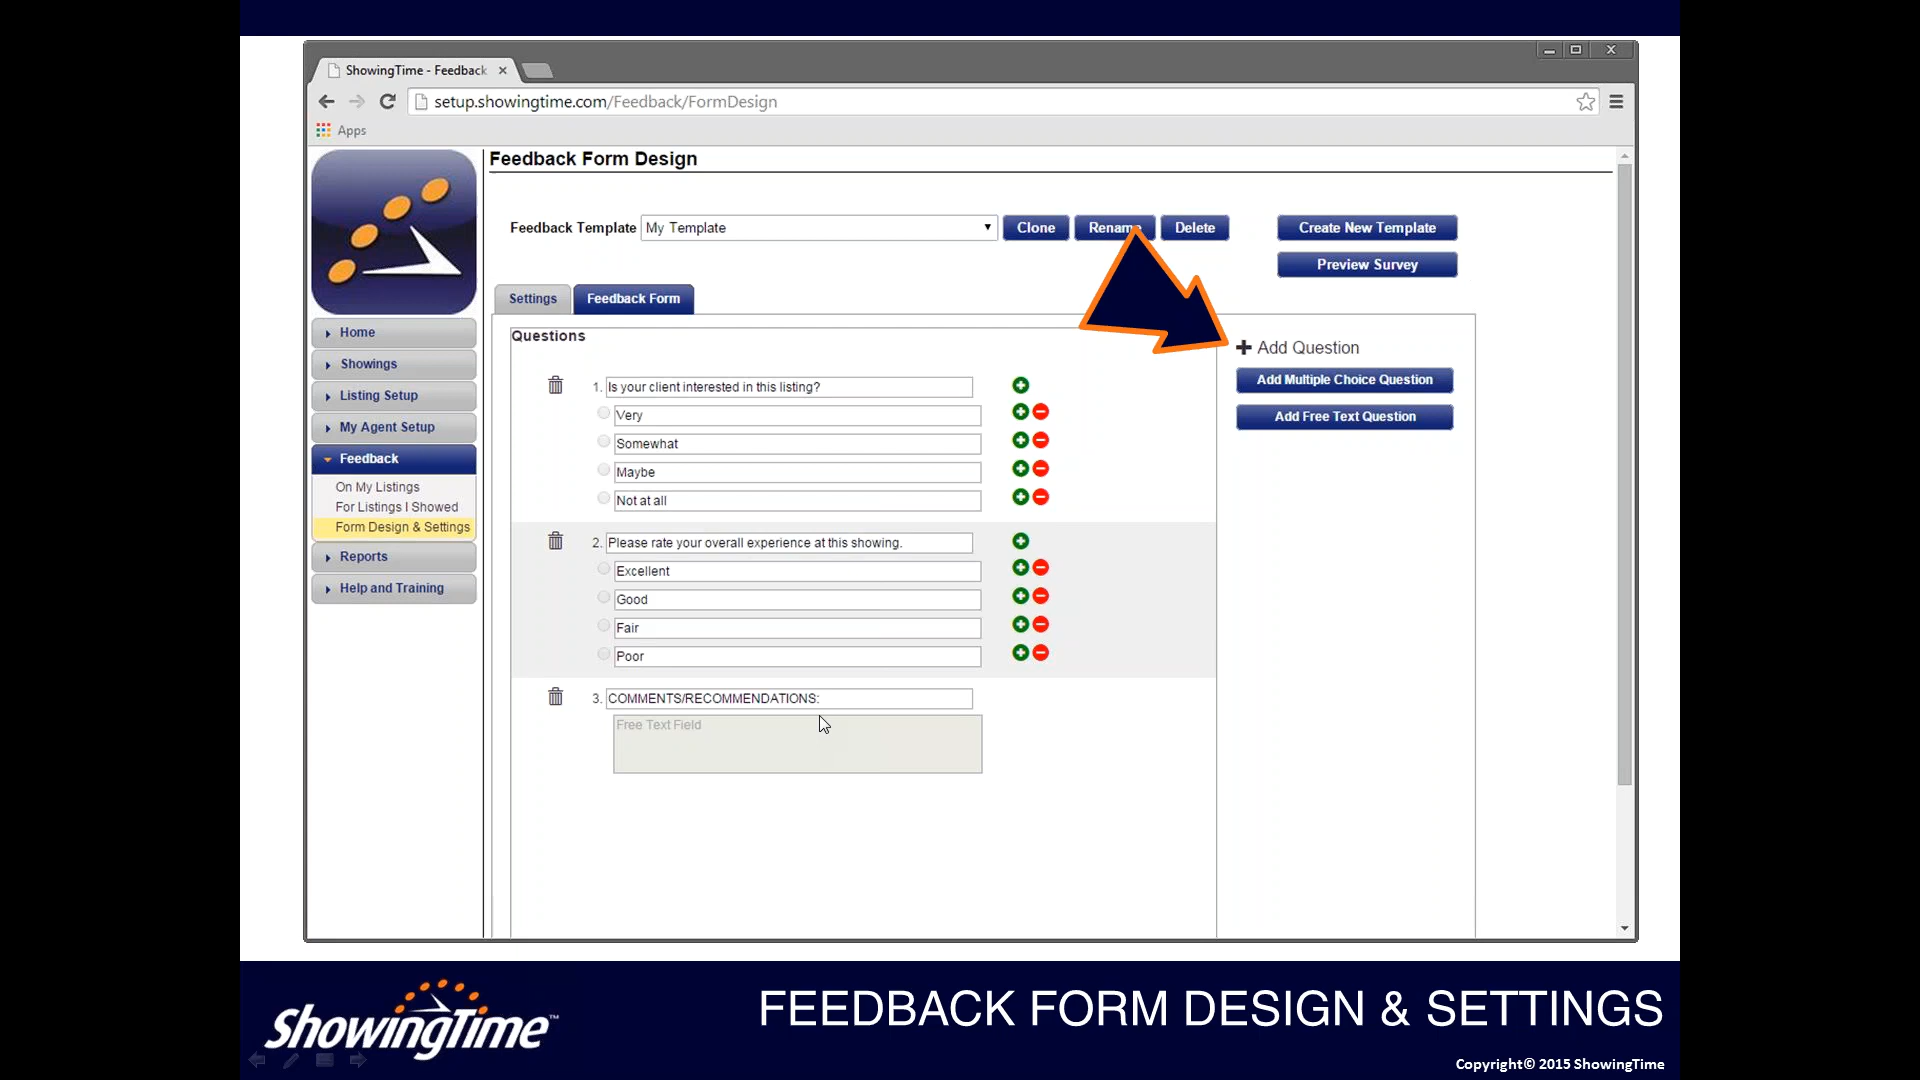 ShowingTime - Feedback
setup.showingtime.com/Feedback/FormDesign
Apps
Feedback Form Design
Feedback Template My Template Clone Rename Delete Create New Template
Preview Survey
Settings Feedback Form
Home
Showings
Listing Setup
My Agent Setup
Feedback
On My Listings
For Listings I Showed
Form Design & Settings
Reports
Help and Training
Questions
1. Is your client interested in this listing?
Very
Somewhat
Maybe
Not at all
2. Please rate your overall experience at this showing.
Excellent
Good
Fair
Poor
3. COMMENTS/RECOMMENDATIONS:
Free Text Field
Add Question
Add Multiple Choice Question
Add Free Text Question
ShowingTime™
FEEDBACK FORM DESIGN & SETTINGS
Copyright© 2015 ShowingTime